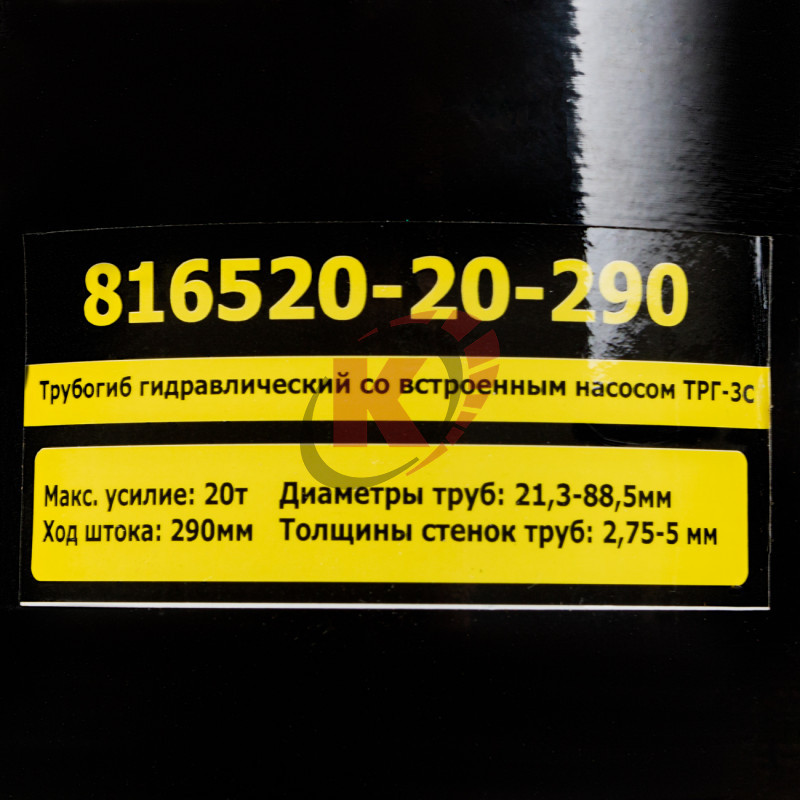 816520-20-290
Трубогиб гидравлический со встроенным насосом ТРГ-3С
Макс. усилие: 20т Диаметры труб: 21,3-88,5мм
Ход штока: 290мм Толщины стенок труб: 2,75-5 мм
K